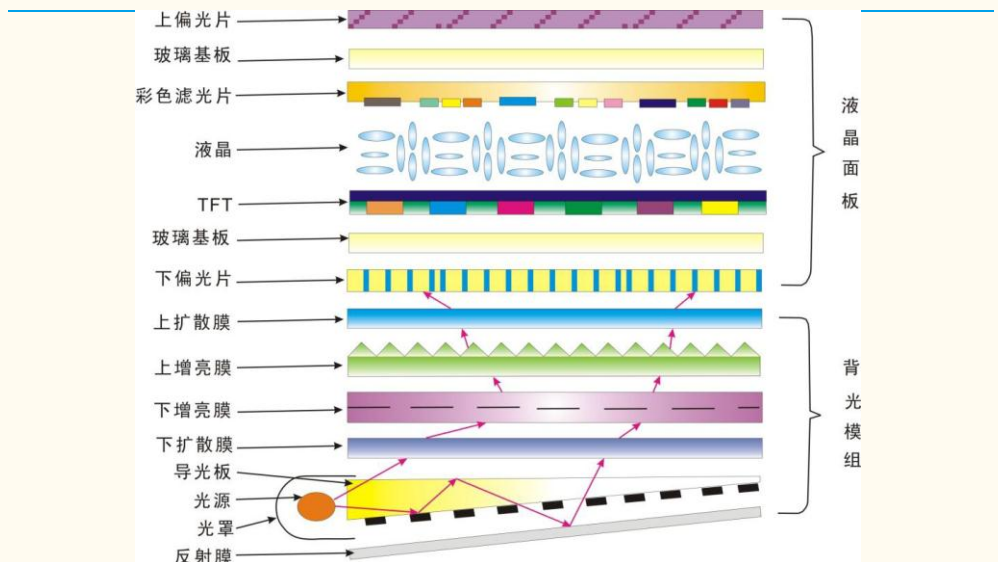 上偏光片
玻璃基板
彩色滤光片
液晶
TFT
玻璃基板
下偏光片
上扩散膜
上增亮膜
下增亮膜
下扩散膜
导光板
光源
光罩
反射膜
液晶面板
背光模组